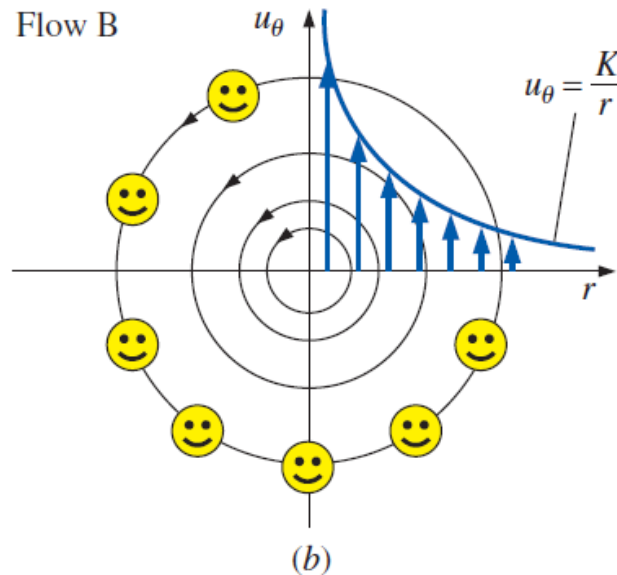 Flow B
u_θ
u_θ = K/r
r
(b)